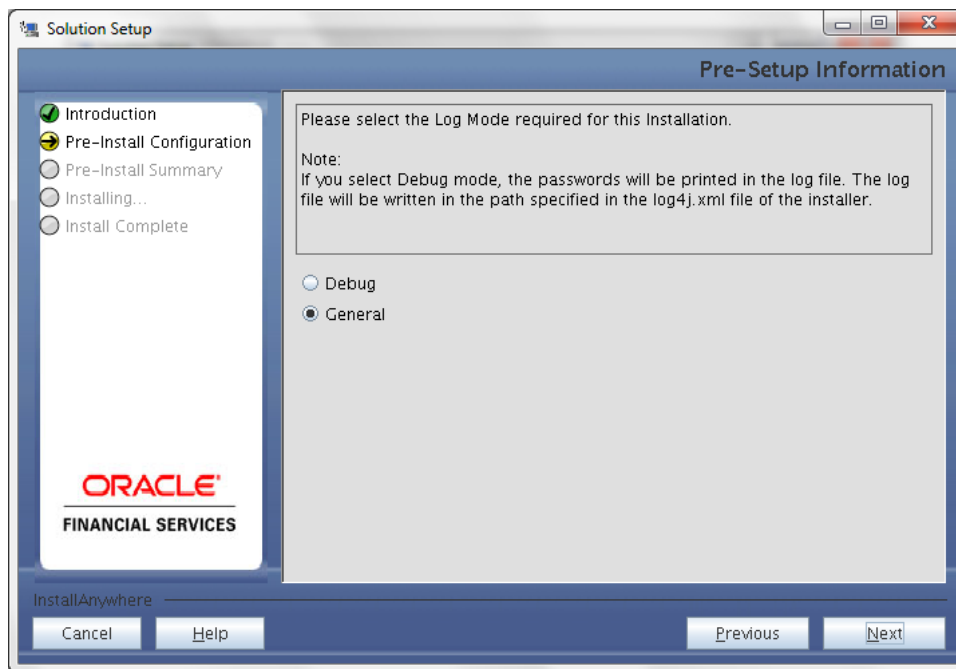 Solution Setup
Pre-Setup Information
Introduction
Pre-Install Configuration
Pre-Install Summary
Installing...
Install Complete
ORACLE'
FINANCIAL SERVICES
Please select the Log Mode required for this Installation.
Note:
If you select Debug mode, the passwords will be printed in the log file. The log
file will be written in the path specified in the log4j.xml file of the installer.
Debug
General
InstallAnywhere
Cancel
Help
Previous
Next